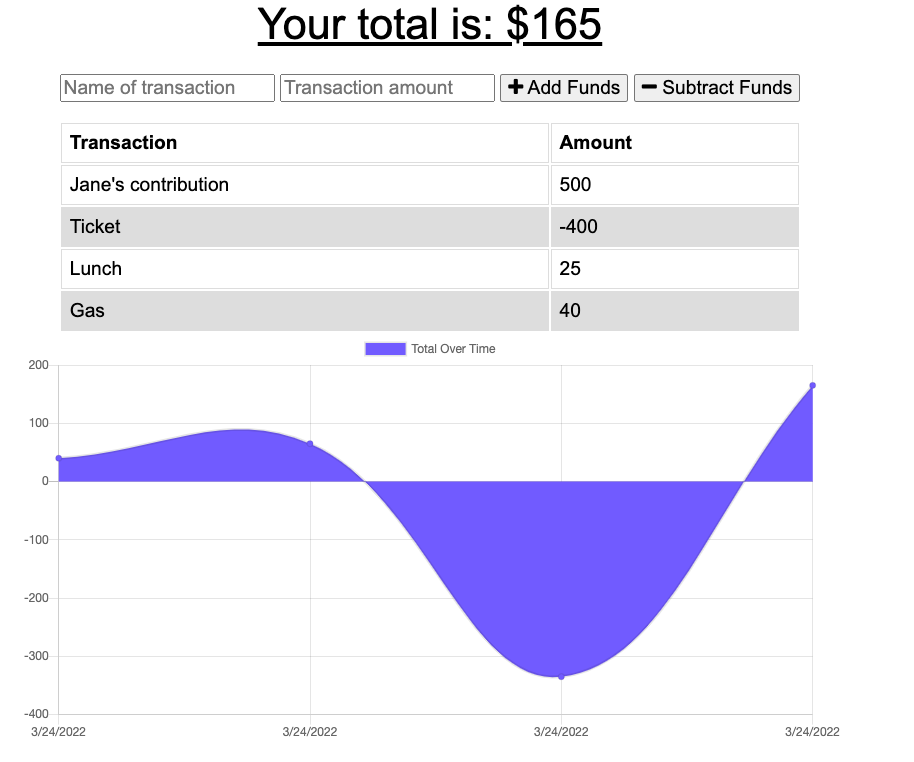 Your total is: $165
Name of transaction Transaction amount + Add Funds − Subtract Funds
Transaction Amount
Jane's contribution 500
Ticket -400
Lunch 25
Gas 40
Total Over Time
200
100
0
-100
-200
-300
-400
3/24/2022 3/24/2022 3/24/2022 3/24/2022